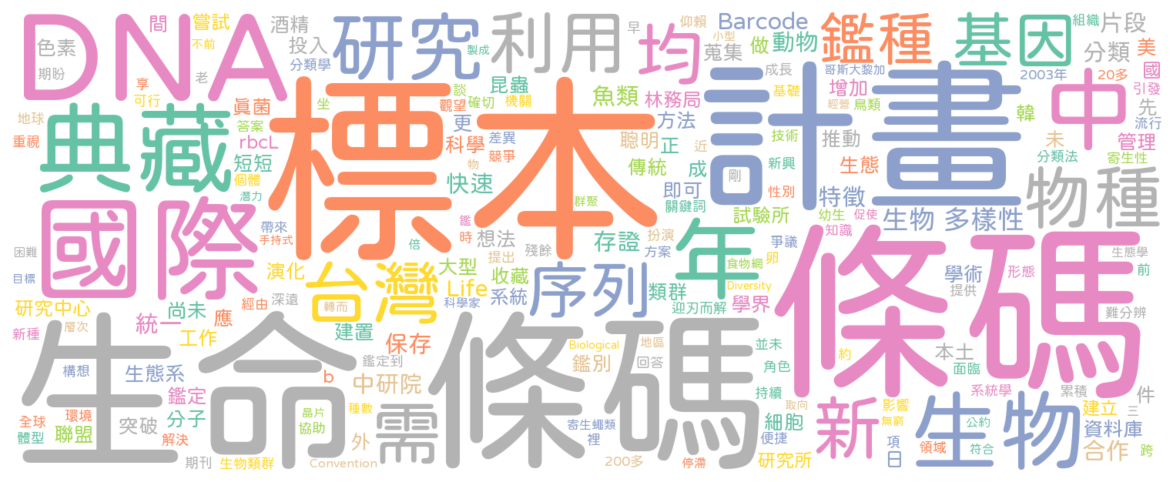 DNA
間
嘗試
酒精
色素
投入
不前
分類學
期盼
享
老
可行
研究
製成
利用
早
仰賴
小型
均
Barcode
蒐集
做
動物
鑑種
基因
組織
片段
分類
美
2003年
20多
國
引發
地球
重視
典藏
真菌
答案
rbcL
短短
個體
潛力
坐
觀望
談
確切
昆蟲
機關
更
科學
差異
競爭
物
快速
標本
群聚
魚類
林務局
方法
聰明
正
近
傳統
成
剛
即可
關鍵詞
試驗所
成長
基礎
技術
新興
性別
哥斯大黎加
增加
經營
鳥類
推動
生態
特徵
計畫
中
韓
先
未
流行
管理
分類法
寄生性
物種
國際
帶來
手持式
困難
目標
鑑
時
倍
想法
提出
殘餘
存證
扮演
方案
年
食物網
卵
爭議
幼生
促使
知識
生物
多樣性
演化
台灣
大型
收藏
Life
系統
科學家
序列
類群
Diversity
迎刃而解
學界
學術
提供
形態
生態學
前
難分辨
條碼
研究中心
尚未
應
經由
深遠
轉而
新種
層次
統一
工作
建置
保存
生命條碼
構想
生態系
鑑定到
b
中研院
Biological
地區
鑑別
回答
並未
角色
約
本土
面臨
持續
系統學
累積
件
全球
體型
環境
聯盟
鑑定
分子
突破
解決
晶片
協助
種數
外
需
寄生蠅類
裡
細胞
便捷
取向
新
影響
無窮
項
日
生物
公約
領域
符合
建立
三
資料庫
合作
跨
期刊
生物類群
Convention
200多
停滯
研究所